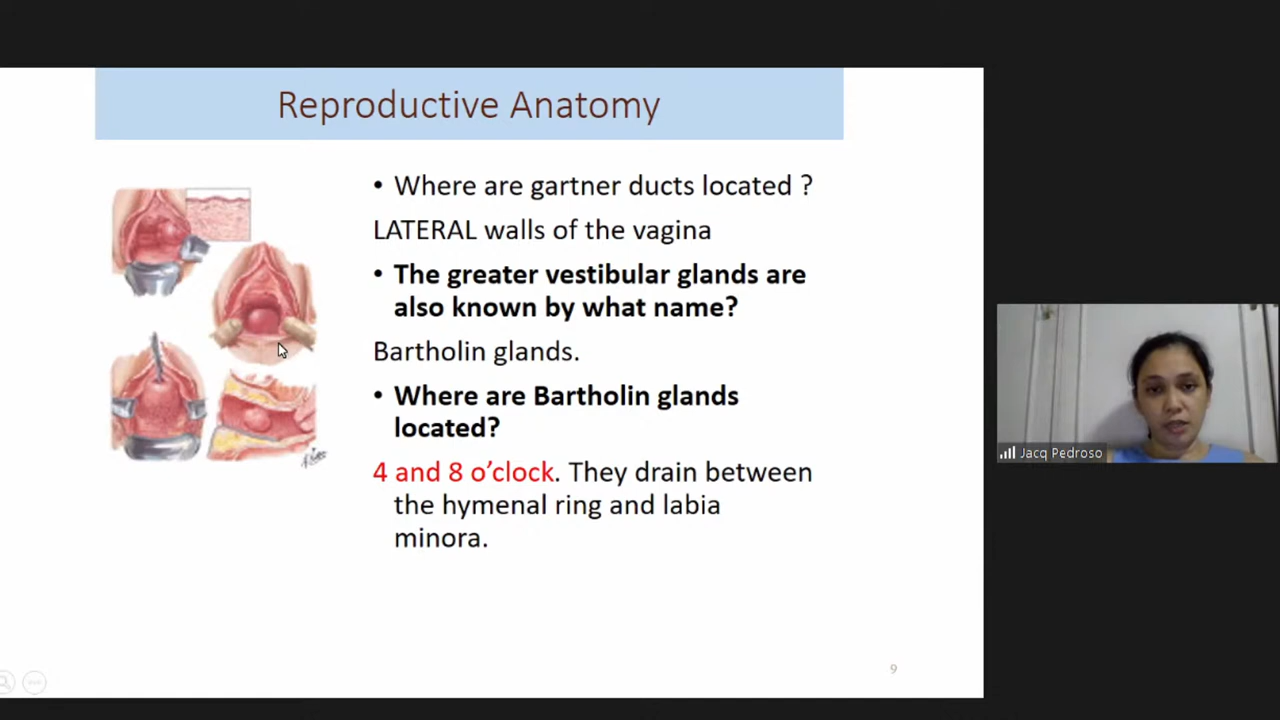 Reproductive Anatomy
• Where are gartner ducts located ?
LATERAL walls of the vagina
• The greater vestibular glands are
also known by what name?
Bartholin glands.
• Where are Bartholin glands
located?
4 and 8 o’clock. They drain between
the hymenal ring and labia
minora.
9
Jacq Pedroso